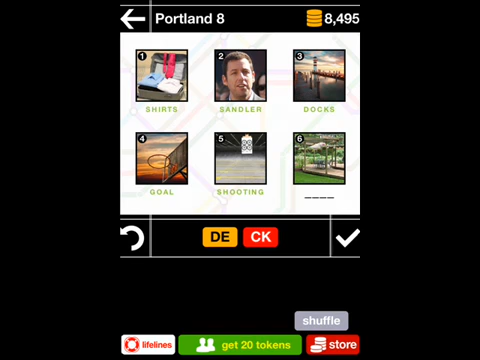 Portland 8
8,495
1
2
3
SHIRTS
SANDLER
DOCKS
4
5
6
GOAL
SHOOTING
____
DE CK
shuffle
lifelines
get 20 tokens
store